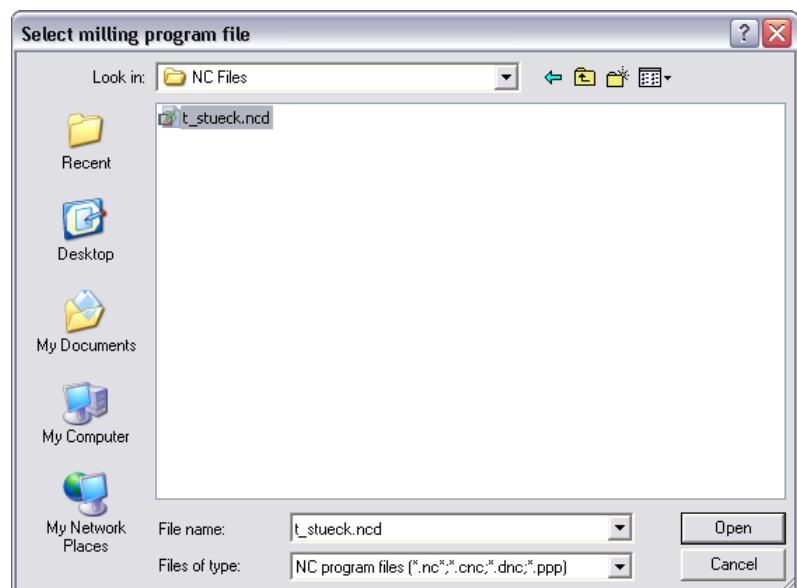 Select milling program file
Look in: NC Files
t_stueck.ncd
Recent
Desktop
My Documents
My Computer
My Network
Places
File name: t_stueck.ncd Open
Files of type: NC program files (*.nc*;*.cnc;*.dnc;*.ppp) Cancel